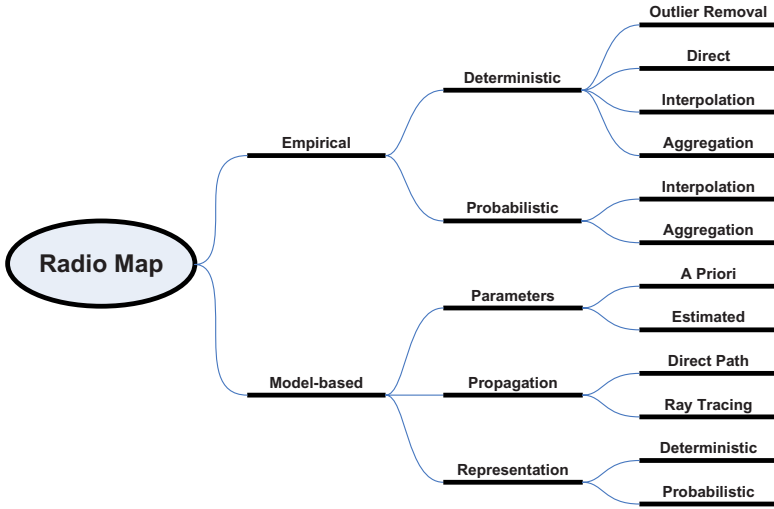 Radio Map
Empirical
Deterministic
Outlier Removal
Direct
Interpolation
Aggregation
Probabilistic
Interpolation
Aggregation
Model-based
Parameters
A Priori
Estimated
Propagation
Direct Path
Ray Tracing
Representation
Deterministic
Probabilistic